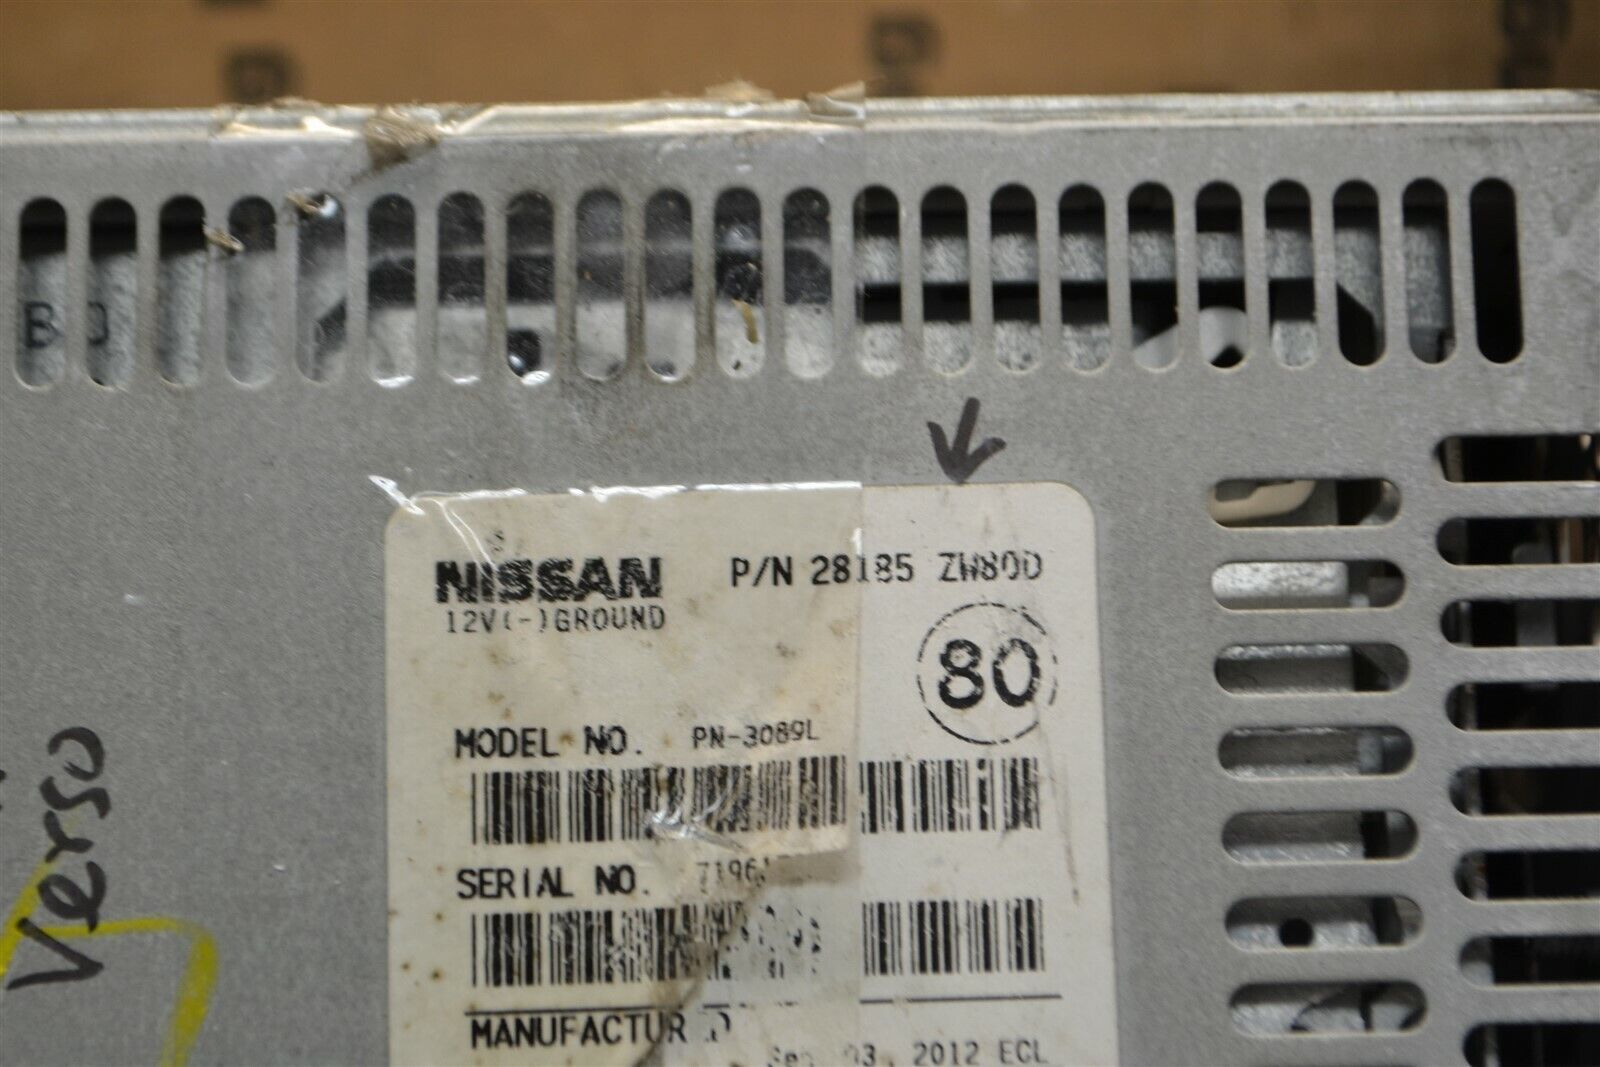 NISSAN P/N 28185 ZW80D
12V(-)GROUND
80
MODEL NO. PN-3089L
SERIAL NO.
2012 ECL
Verso